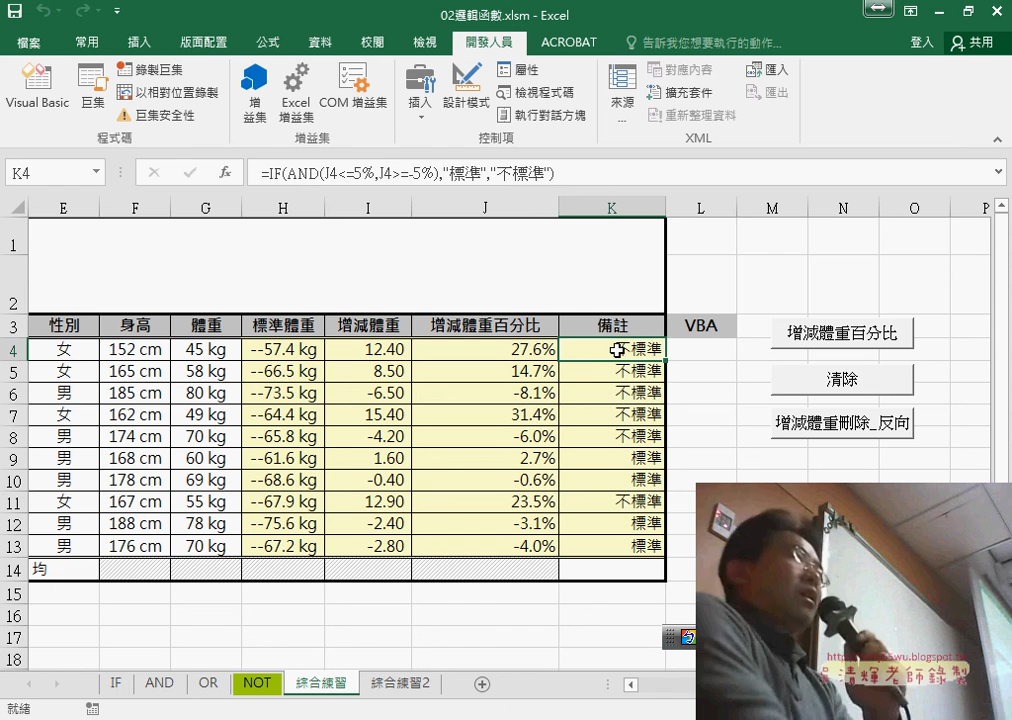 02邏輯函數.xlsm - Excel
檔案 常用 插入 版面配置 公式 資料 校閱 檢視 開發人員 ACROBAT 告訴我您想要執行的動作... 登入 共用
Visual Basic 巨集 錄製巨集 以相對位置錄製 巨集安全性 增益集 Excel 增益集 COM 增益集 插入 設計模式 屬性 檢視程式碼 執行對話方塊 來源 ... 對應內容 擴充套件 重新整理資料 匯入 匯出
程式碼 增益集 控制項 XML
K4 fx =IF(AND(J4<=5%,J4>=-5%),"標準","不標準")
E F G H I J K L M N O P
1
2
3 性別 身高 體重 標準體重 增減體重 增減體重百分比 備註 VBA
4 女 152 cm 45 kg --57.4 kg 12.40 27.6% 不標準
5 女 165 cm 58 kg --66.5 kg 8.50 14.7% 不標準
6 男 185 cm 80 kg --73.5 kg -6.50 -8.1% 不標準
7 女 162 cm 49 kg --64.4 kg 15.40 31.4% 不標準
8 男 174 cm 70 kg --65.8 kg -4.20 -6.0% 不標準
9 男 168 cm 60 kg --61.6 kg 1.60 2.7% 標準
10 男 178 cm 69 kg --68.6 kg -0.40 -0.6% 標準
11 女 167 cm 55 kg --67.9 kg 12.90 23.5% 不標準
12 男 188 cm 78 kg --75.6 kg -2.40 -3.1% 標準
13 男 176 cm 70 kg --67.2 kg -2.80 -4.0% 標準
14 均
15
16
17
18
增減體重百分比
清除
增減體重刪除_反向
吳清輝老師錄製
IF AND OR NOT 綜合練習 綜合練習2
就緒